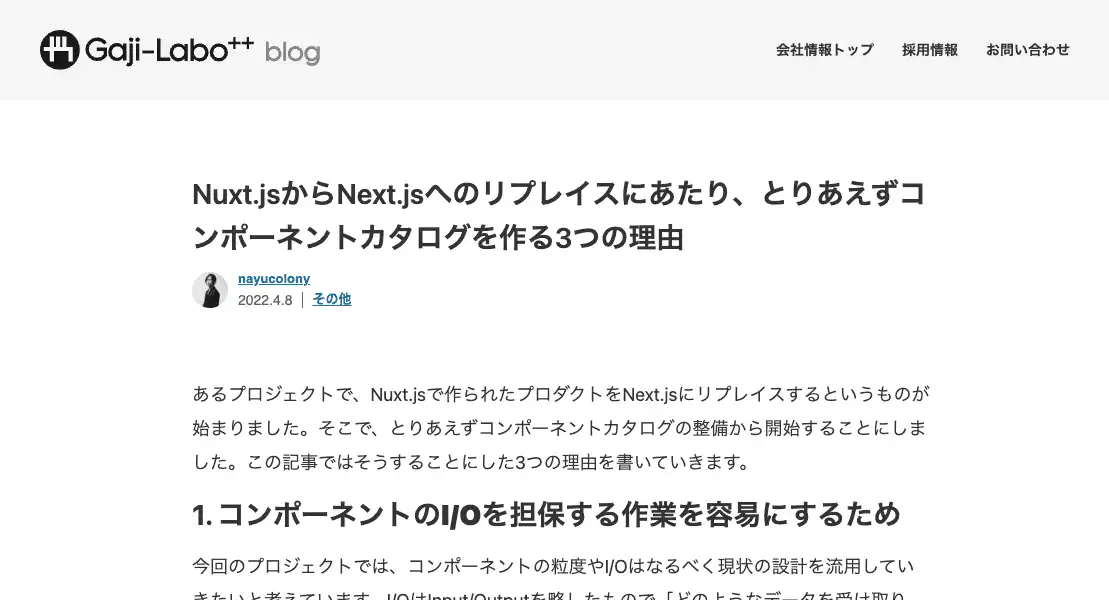 Gaji-Labo++ blog
会社情報トップ 採用情報 お問い合わせ
Nuxt.jsからNext.jsへのリプレイスにあたり、とりあえずコ
ンポーネントカタログを作る3つの理由
nayucolony
2022.4.8 | その他
あるプロジェクトで、Nuxt.jsで作られたプロダクトをNext.jsにリプレイスするというものが
始まりました。そこで、とりあえずコンポーネントカタログの整備から開始することにしま
した。この記事ではそうすることにした3つの理由を書いていきます。
1. コンポーネントのI/Oを担保する作業を容易にするため
今回のプロジェクトでは、コンポーネントの粒度やI/Oはなるべく現状の設計を流用してい
きたいと考えています。I/OはInput/Outputを略したもので「どのようなデータを受け取り、